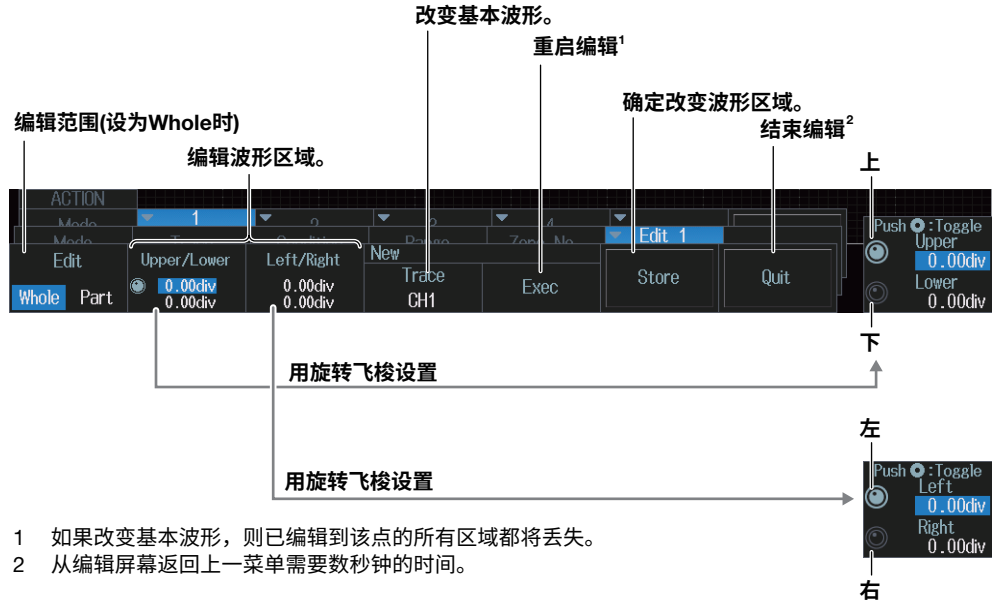 改变基本波形。
重启编辑1
确定改变波形区域。
编辑范围(设为Whole时)
结束编辑2
编辑波形区域。
上
ACTION
Mode 1 2 3 4
Mode Range Zone No. Edit 1
Push :Toggle
Upper
0.00div
Lower
0.00div
Edit
Whole Part
Upper/Lower
0.00div
0.00div
Left/Right
0.00div
0.00div
New
Trace
CH1
Exec
Store
Quit
下
用旋转飞梭设置
左
用旋转飞梭设置
Push :Toggle
Left
0.00div
Right
0.00div
右
1 如果改变基本波形，则已编辑到该点的所有区域都将丢失。
2 从编辑屏幕返回上一菜单需要数秒钟的时间。